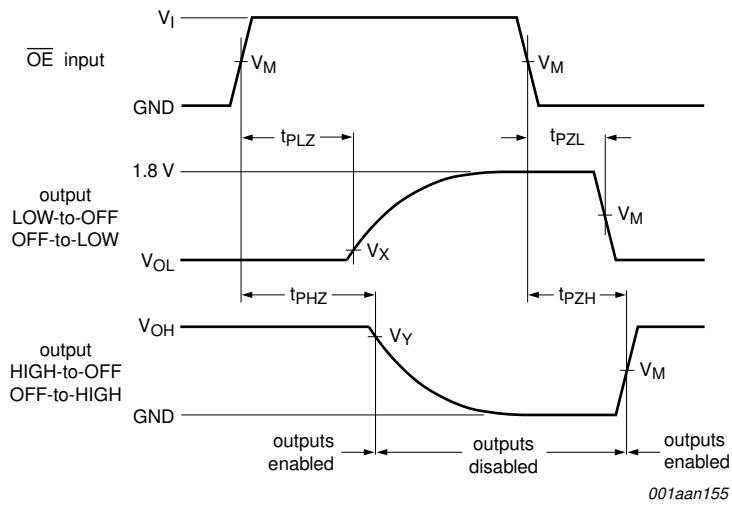 V_I
OE input
V_M
V_M
GND
t_PLZ
t_PZL
1.8 V
output
LOW-to-OFF
OFF-to-LOW
V_M
V_X
V_OL
t_PHZ
t_PZH
V_OH
V_Y
output
HIGH-to-OFF
OFF-to-HIGH
V_M
GND
outputs
enabled
outputs
disabled
outputs
enabled
001aan155